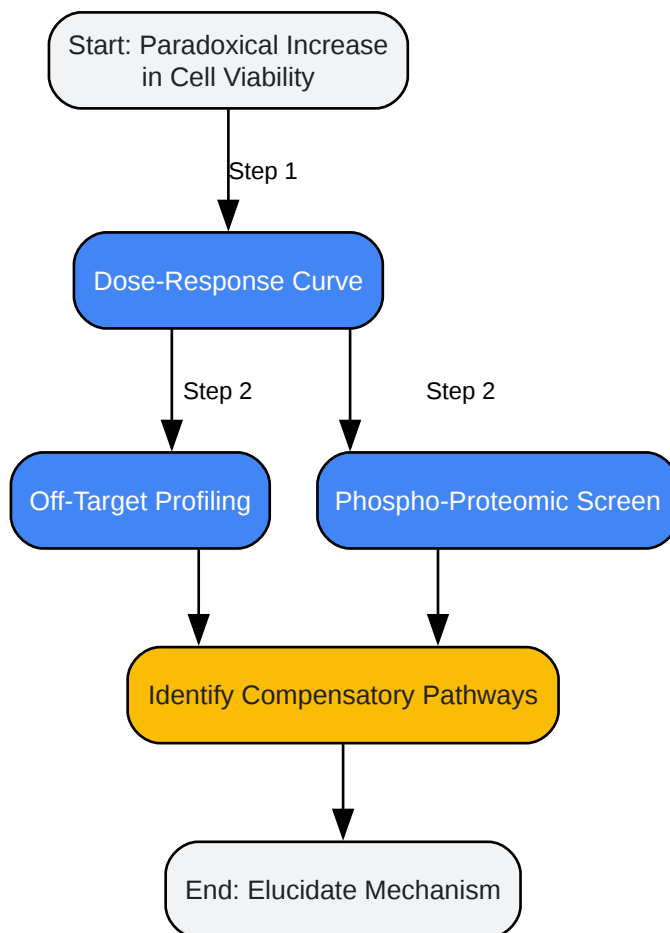 Start: Paradoxical Increase
in Cell Viability
Step 1
Dose-Response Curve
Step 2
Step 2
Off-Target Profiling
Phospho-Proteomic Screen
Identify Compensatory Pathways
End: Elucidate Mechanism